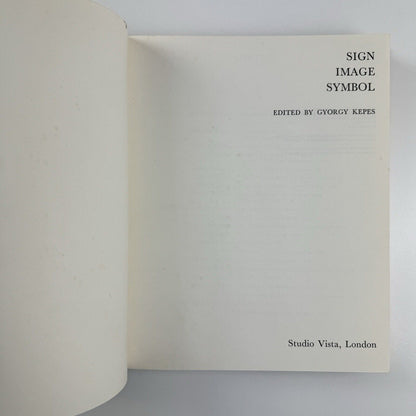 SIGN
IMAGE
SYMBOL
EDITED BY GYORGY KEPES
Studio Vista, London